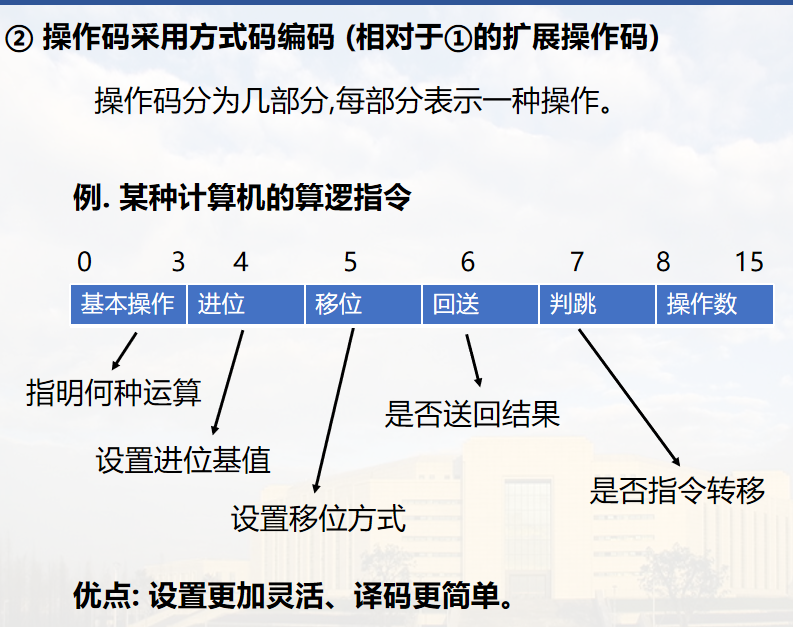 ② 操作码采用方式码编码 (相对于①的扩展操作码)
操作码分为几部分,每部分表示一种操作。
例. 某种计算机的算逻指令
0 3 4 5 6 7 8 15
基本操作 进位 移位 回送 判跳 操作数
指明何种运算
是否送回结果
设置进位基值
是否指令转移
设置移位方式
优点: 设置更加灵活、译码更简单。